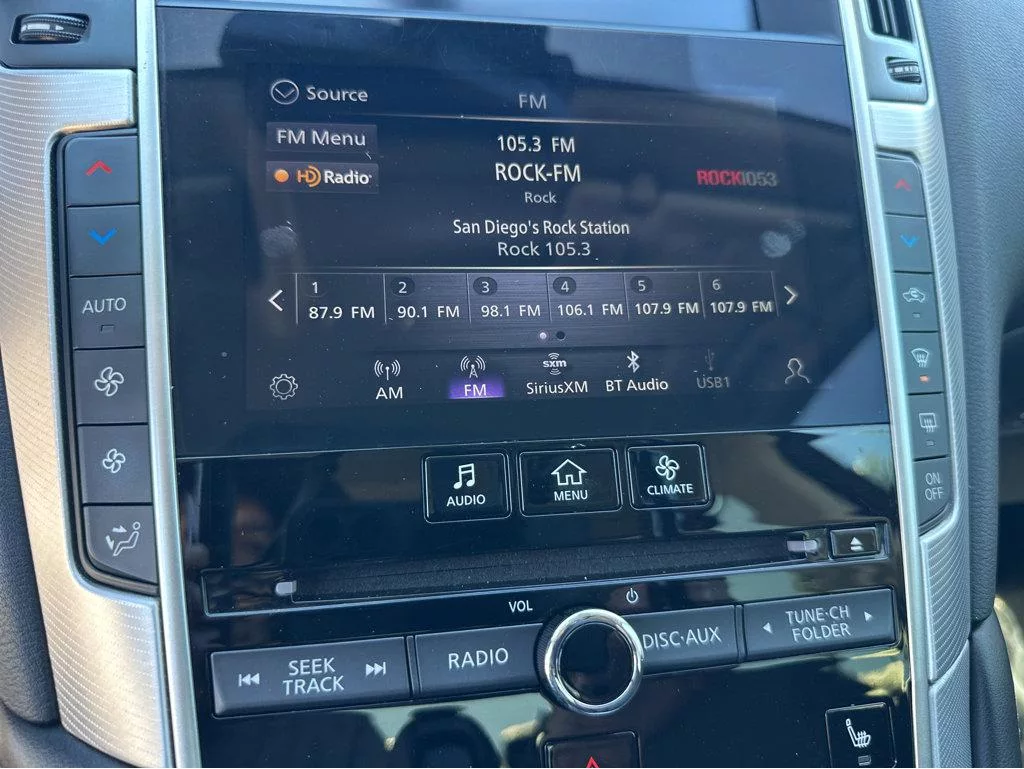 Source
FM
FM Menu
105.3 FM
HD Radio
ROCK-FM
ROCK1053
Rock
San Diego's Rock Station
Rock 105.3
1 2 3 4 5 6
87.9 FM 90.1 FM 98.1 FM 106.1 FM 107.9 FM 107.9 FM
AM
FM
sxm
SiriusXM
BT Audio
USB1
AUTO
ON
OFF
AUDIO
MENU
CLIMATE
VOL
SEEK
TRACK
RADIO
DISC·AUX
TUNE·CH
FOLDER